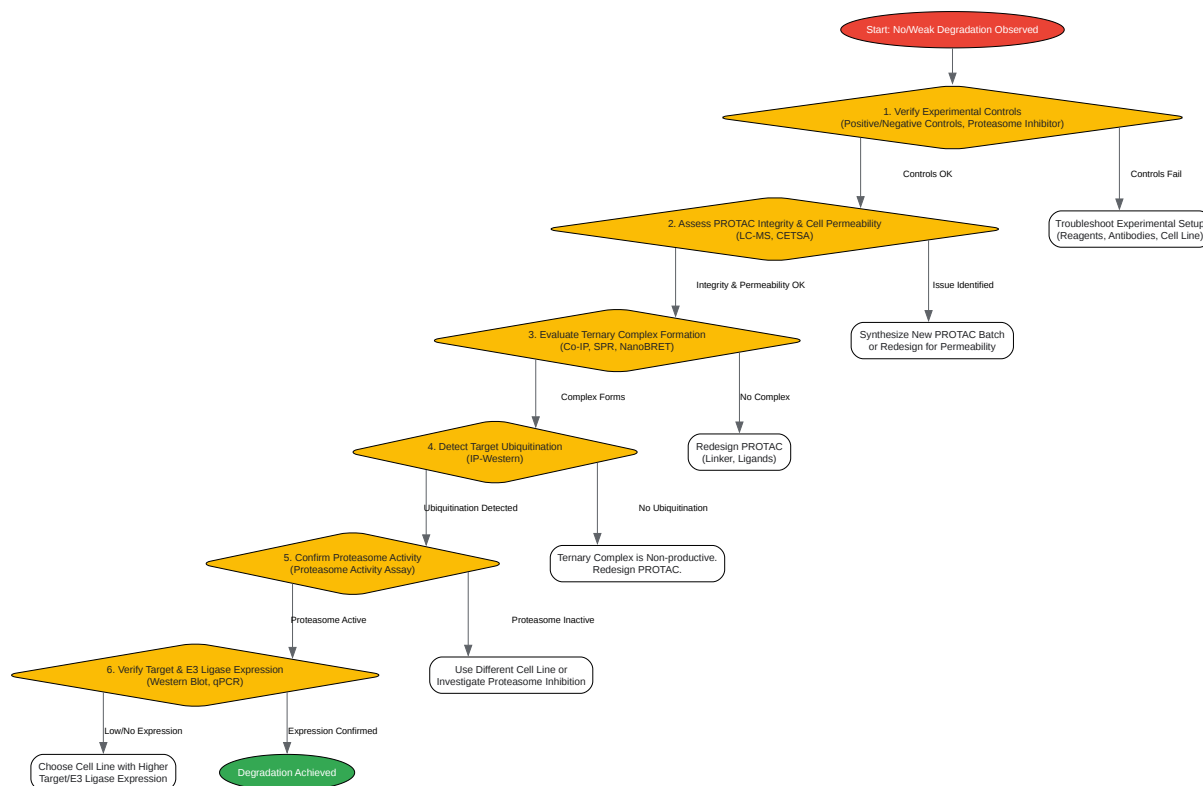 Start: No/Weak Degradation Observed
1. Verify Experimental Controls
(Positive/Negative Controls, Proteasome Inhibitor)
Controls OK
Controls Fail
2. Assess PROTAC Integrity & Cell Permeability
(LC-MS, CETSA)
Troubleshoot Experimental Setup
(Reagents, Antibodies, Cell Line)
Integrity & Permeability OK
Issue Identified
3. Evaluate Ternary Complex Formation
(Co-IP, SPR, NanoBRET)
Synthesize New PROTAC Batch
or Redesign for Permeability
Complex Forms
No Complex
4. Detect Target Ubiquitination
(IP-Western)
Redesign PROTAC
(Linker, Ligands)
Ubiquitination Detected
No Ubiquitination
5. Confirm Proteasome Activity
(Proteasome Activity Assay)
Ternary Complex is Non-productive.
Redesign PROTAC.
Proteasome Active
Proteasome Inactive
6. Verify Target & E3 Ligase Expression
(Western Blot, qPCR)
Use Different Cell Line or
Investigate Proteasome Inhibition
Low/No Expression
Expression Confirmed
Choose Cell Line with Higher
Target/E3 Ligase Expression
Degradation Achieved